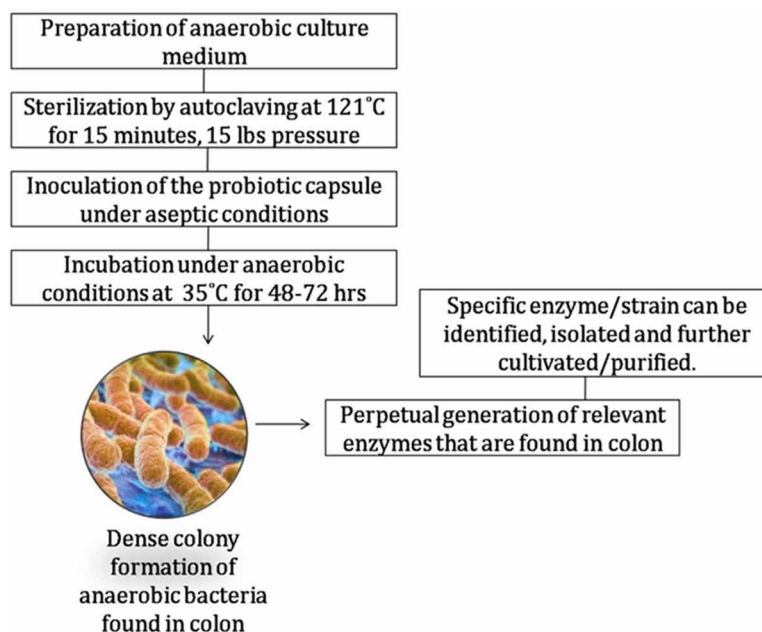 Preparation of anaerobic culture
medium
Sterilization by autoclaving at 121°C
for 15 minutes, 15 lbs pressure
Inoculation of the probiotic capsule
under aseptic conditions
Incubation under anaerobic
conditions at 35°C for 48-72 hrs
Dense colony
formation of
anaerobic bacteria
found in colon
Perpetual generation of relevant
enzymes that are found in colon
Specific enzyme/strain can be
identified, isolated and further
cultivated/purified.